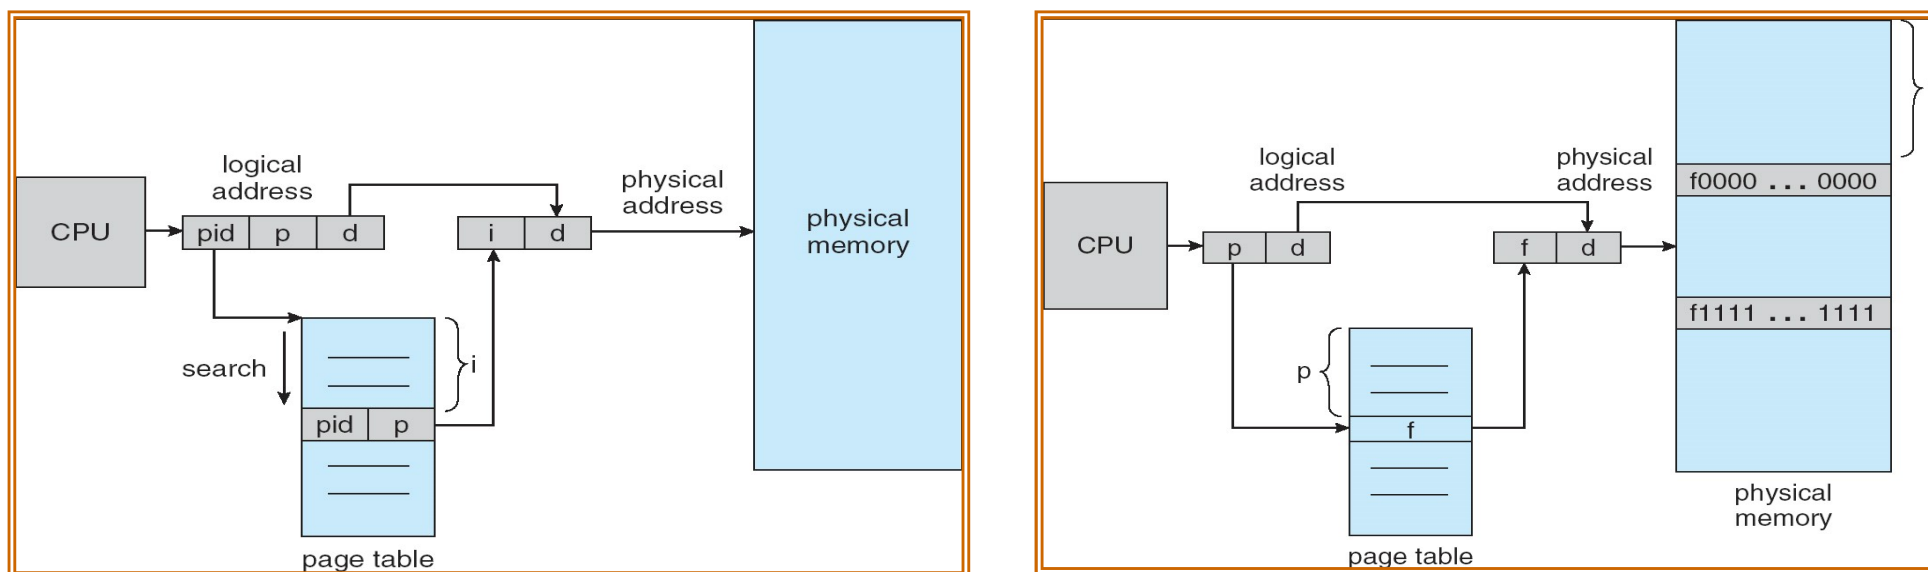 logical
address
physical
address
CPU
pid p d
i d
physical
memory
search
i
pid p
page table
logical
address
physical
address
CPU
p d
f d
f0000 ... 0000
f1111 ... 1111
p
f
page table
physical
memory